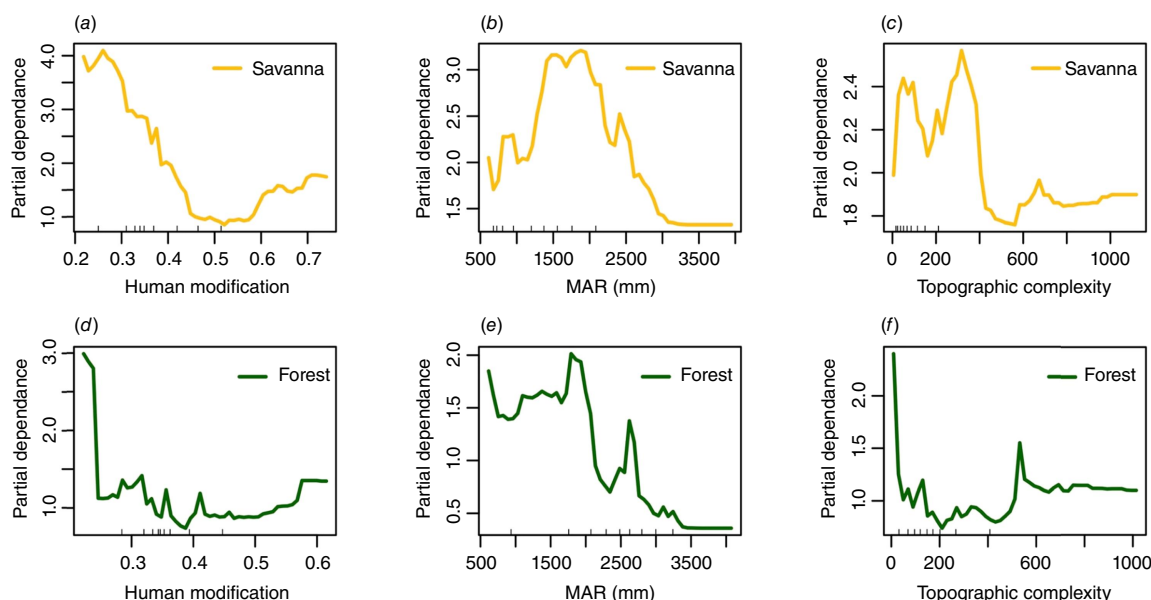 (a)
(b)
(c)
Partial dependance
4.0
3.0
2.0
1.0
Savanna
0.2 0.3 0.4 0.5 0.6 0.7
Human modification
Partial dependance
3.0
2.5
2.0
1.5
Savanna
500 1500 2500 3500
MAR (mm)
Partial dependance
2.4
2.2
2.0
1.8
Savanna
0 200 600 1000
Topographic complexity
(d)
(e)
(f)
Partial dependance
3.0
2.0
1.0
Forest
0.3 0.4 0.5 0.6
Human modification
Partial dependance
2.0
1.5
1.0
0.5
Forest
500 1500 2500 3500
MAR (mm)
Partial dependance
2.0
1.5
1.0
Forest
0 200 600 1000
Topographic complexity